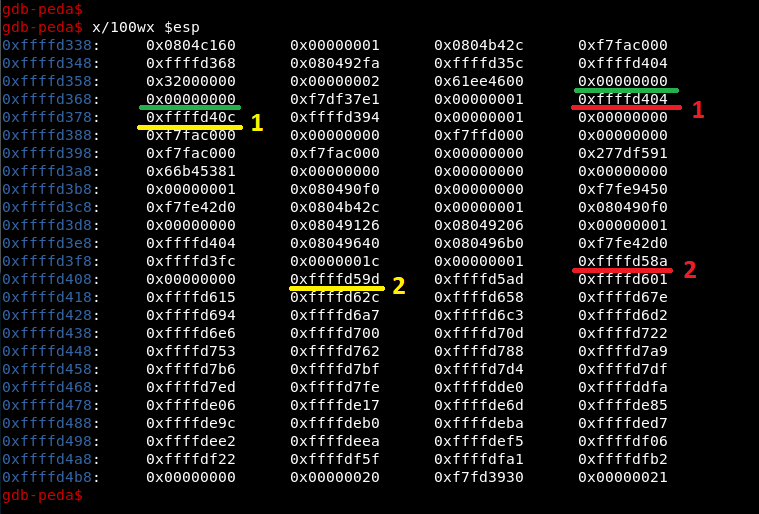 gdb-peda$
gdb-peda$ x/100wx $esp
0xffffd338: 0x0804c160 0x00000001 0x0804b42c 0xf7fac000
0xffffd348: 0xffffd368 0x080492fa 0xffffd35c 0xffffd404
0xffffd358: 0x32000000 0x00000002 0x61ee4600 0x00000000
0xffffd368: 0x00000000 0xf7df37e1 0x00000001 0xffffd404 1
0xffffd378: 0xffffd40c 1 0xffffd394 0x00000001 0x00000000
0xffffd388: 0xf7fac000 0x00000000 0xf7ffd000 0x00000000
0xffffd398: 0xf7fac000 0xf7fac000 0x00000000 0x277df591
0xffffd3a8: 0x66b45381 0x00000000 0x00000000 0x00000000
0xffffd3b8: 0x00000001 0x080490f0 0x00000000 0xf7fe9450
0xffffd3c8: 0xf7fe42d0 0x0804b42c 0x00000001 0x080490f0
0xffffd3d8: 0x00000000 0x08049126 0x08049206 0x00000001
0xffffd3e8: 0xffffd404 0x08049640 0x080496b0 0xf7fe42d0
0xffffd3f8: 0xffffd3fc 0x0000001c 0x00000001 0xffffd58a 2
0xffffd408: 0x00000000 0xffffd59d 2 0xffffd5ad 0xffffd601
0xffffd418: 0xffffd615 0xffffd62c 0xffffd658 0xffffd67e
0xffffd428: 0xffffd694 0xffffd6a7 0xffffd6c3 0xffffd6d2
0xffffd438: 0xffffd6e6 0xffffd700 0xffffd70d 0xffffd722
0xffffd448: 0xffffd753 0xffffd762 0xffffd788 0xffffd7a9
0xffffd458: 0xffffd7b6 0xffffd7bf 0xffffd7d4 0xffffd7df
0xffffd468: 0xffffd7ed 0xffffd7fe 0xffffdde0 0xffffddfa
0xffffd478: 0xffffde06 0xffffde17 0xffffde6d 0xffffde85
0xffffd488: 0xffffde9c 0xffffdeb0 0xffffdeba 0xffffded7
0xffffd498: 0xffffdee2 0xffffdeea 0xffffdef5 0xffffdf06
0xffffd4a8: 0xffffdf22 0xffffdf5f 0xffffdfa1 0xffffdfb2
0xffffd4b8: 0x00000000 0x00000020 0xf7fd3930 0x00000021
gdb-peda$